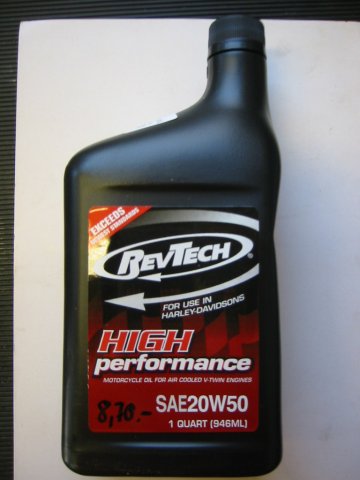 EXCEEDS
STANDARDS
REVTECH®
FOR USE IN
HARLEY-DAVIDSONS
HIGH
performance
MOTORCYCLE OIL FOR AIR COOLED V-TWIN ENGINES
8,70.-
SAE20W50
1 QUART (946ML)